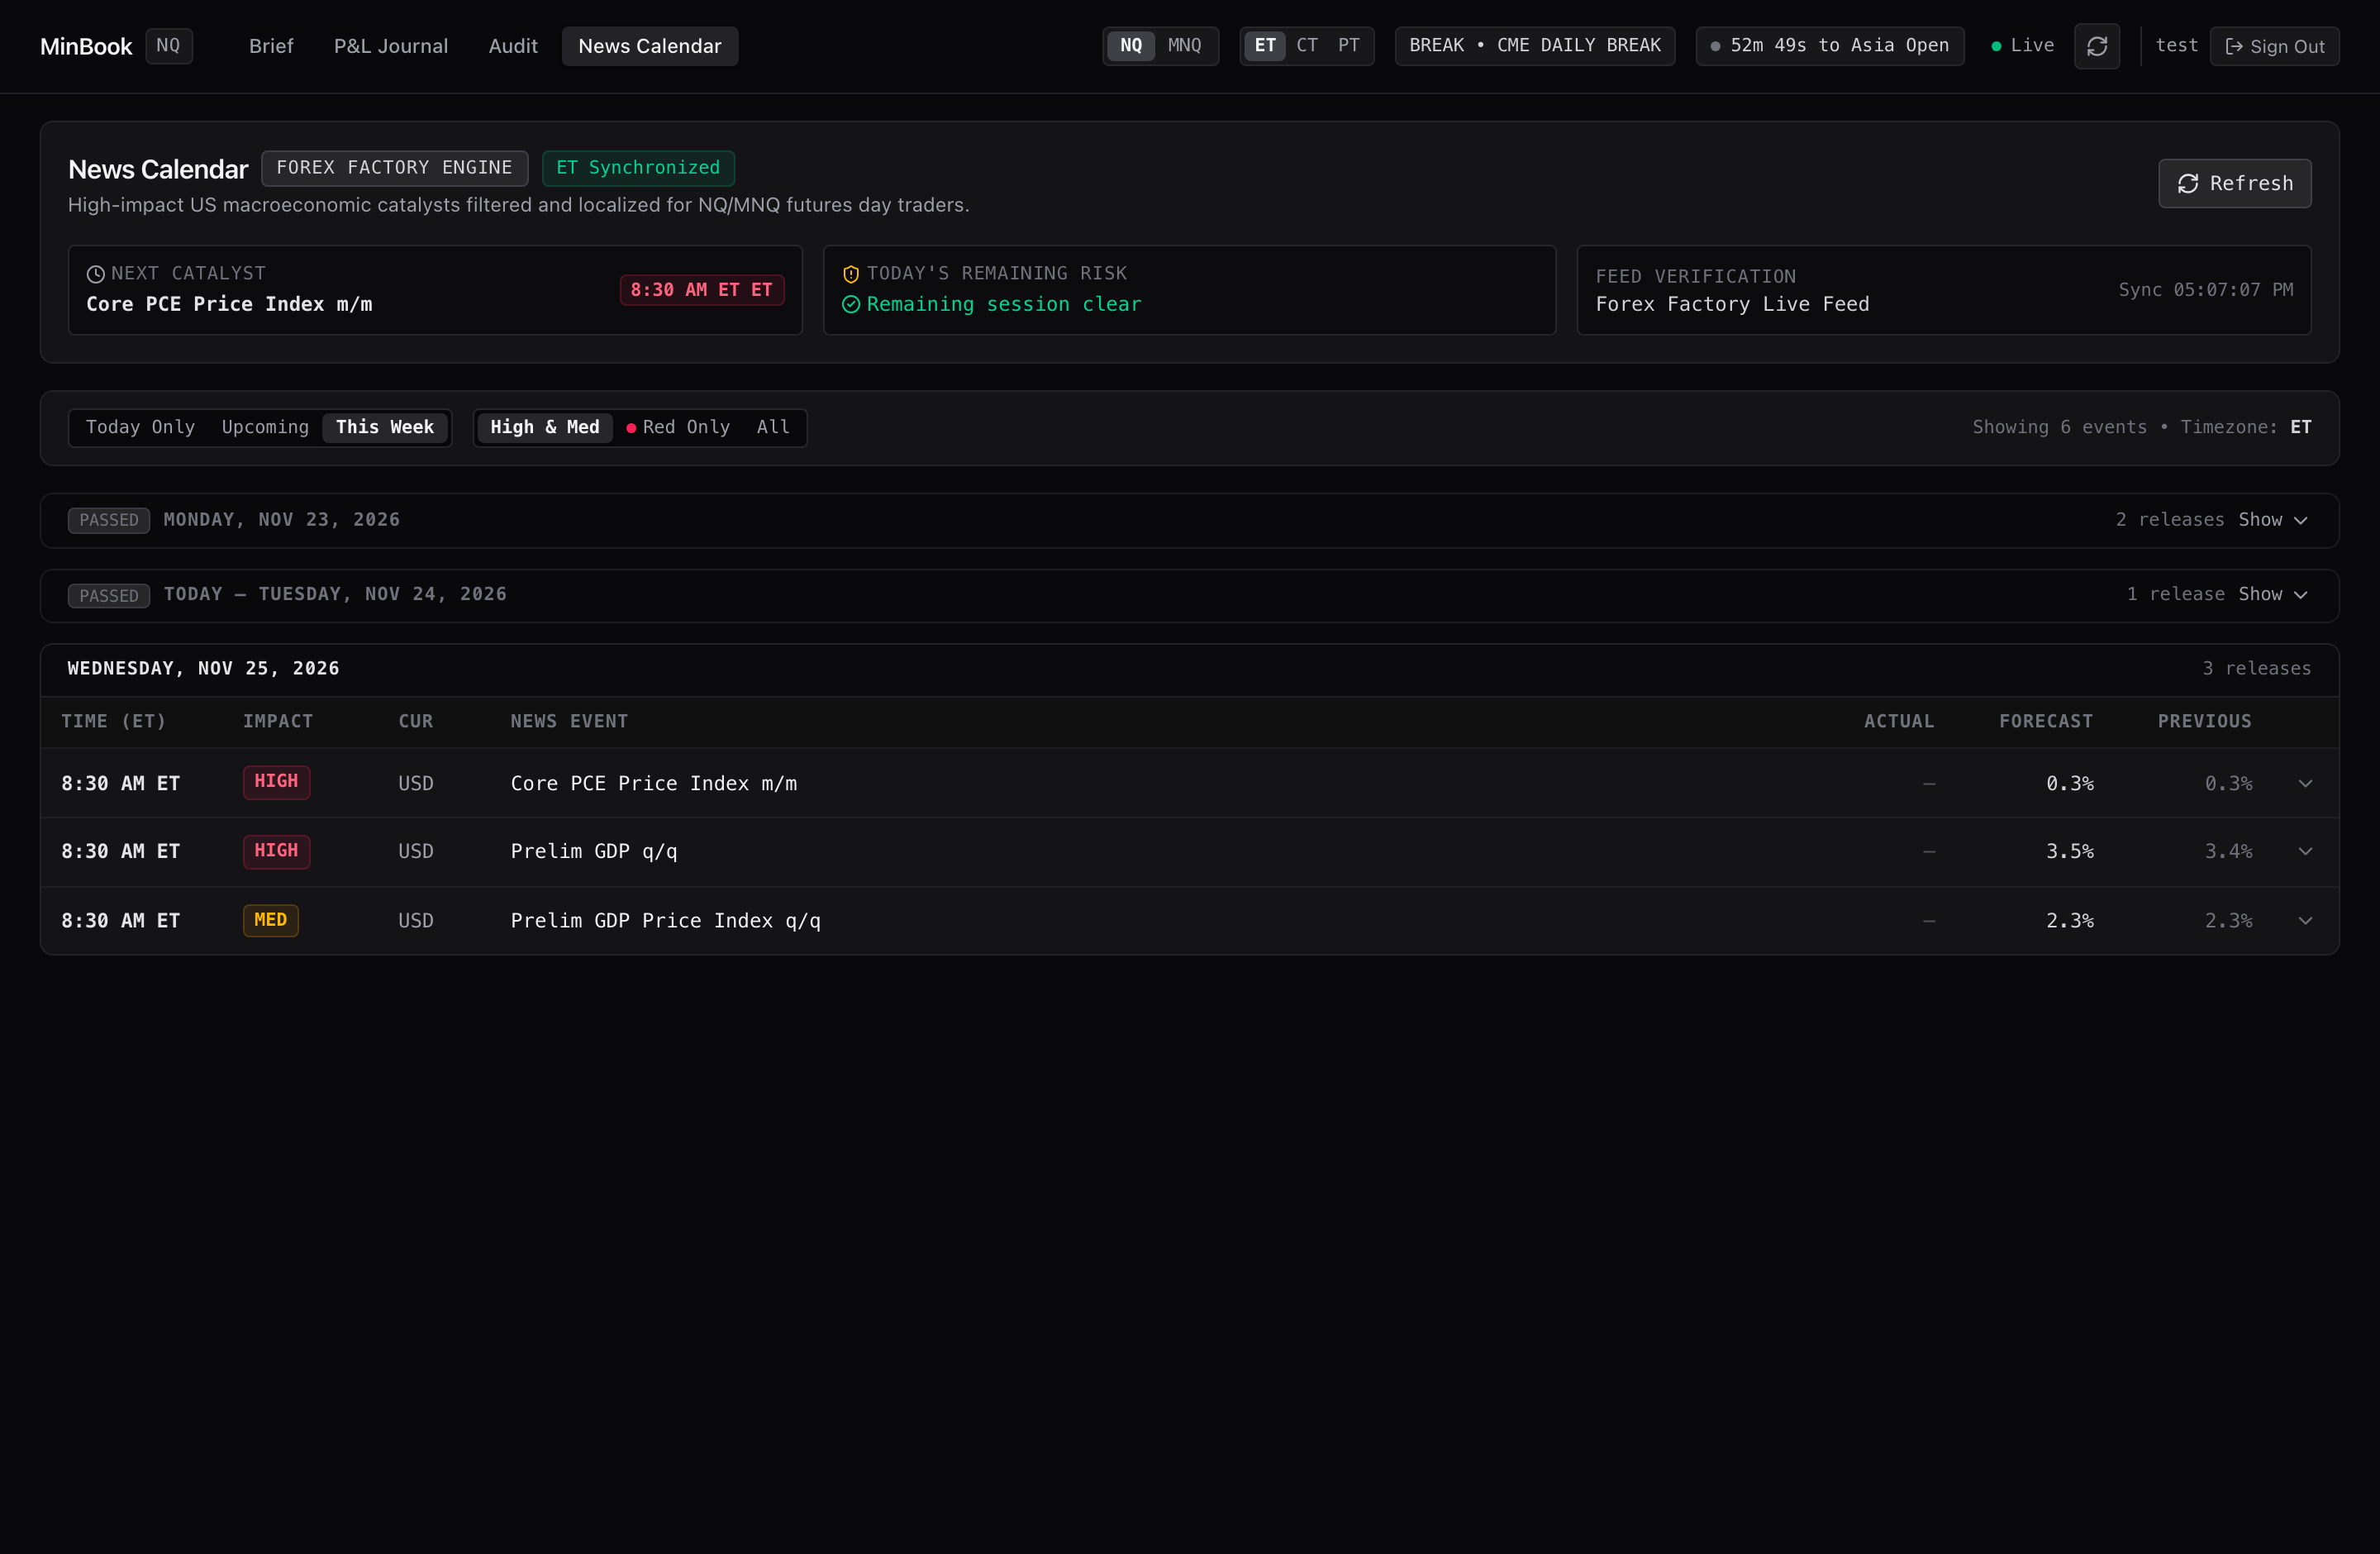 MinBook NQ Brief P&L Journal Audit News Calendar NQ MNQ ET CT PT BREAK • CME DAILY BREAK 52m 49s to Asia Open Live test Sign Out
News Calendar FOREX FACTORY ENGINE ET Synchronized
High-impact US macroeconomic catalysts filtered and localized for NQ/MNQ futures day traders.
Refresh
NEXT CATALYST
Core PCE Price Index m/m
8:30 AM ET ET
TODAY'S REMAINING RISK
Remaining session clear
FEED VERIFICATION
Forex Factory Live Feed
Sync 05:07:07 PM
Today Only Upcoming This Week High & Med Red Only All Showing 6 events • Timezone: ET
PASSED MONDAY, NOV 23, 2026 2 releases Show
PASSED TODAY — TUESDAY, NOV 24, 2026 1 release Show
WEDNESDAY, NOV 25, 2026 3 releases
TIME (ET) IMPACT CUR NEWS EVENT ACTUAL FORECAST PREVIOUS
8:30 AM ET HIGH USD Core PCE Price Index m/m — 0.3% 0.3%
8:30 AM ET HIGH USD Prelim GDP q/q — 3.5% 3.4%
8:30 AM ET MED USD Prelim GDP Price Index q/q — 2.3% 2.3%